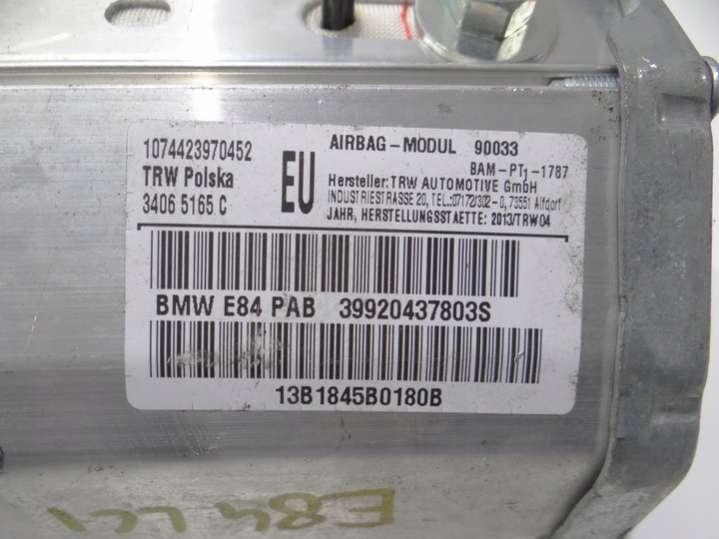 1074423970452
TRW Polska
3406 5165 C
EU
AIRBAG-MODUL 90033
BAM-PT1-1787
Hersteller: TRW AUTOMOTIVE GmbH
INDUSTRIESTRASSE 20, TEL.:07172/302-0, 73551 Alfdorf
JAHR, HERSTELLUNGSSTAETTE: 2013/TRW04
BMW E84 PAB 39920437803S
13B1845B0180B
E84 LCI